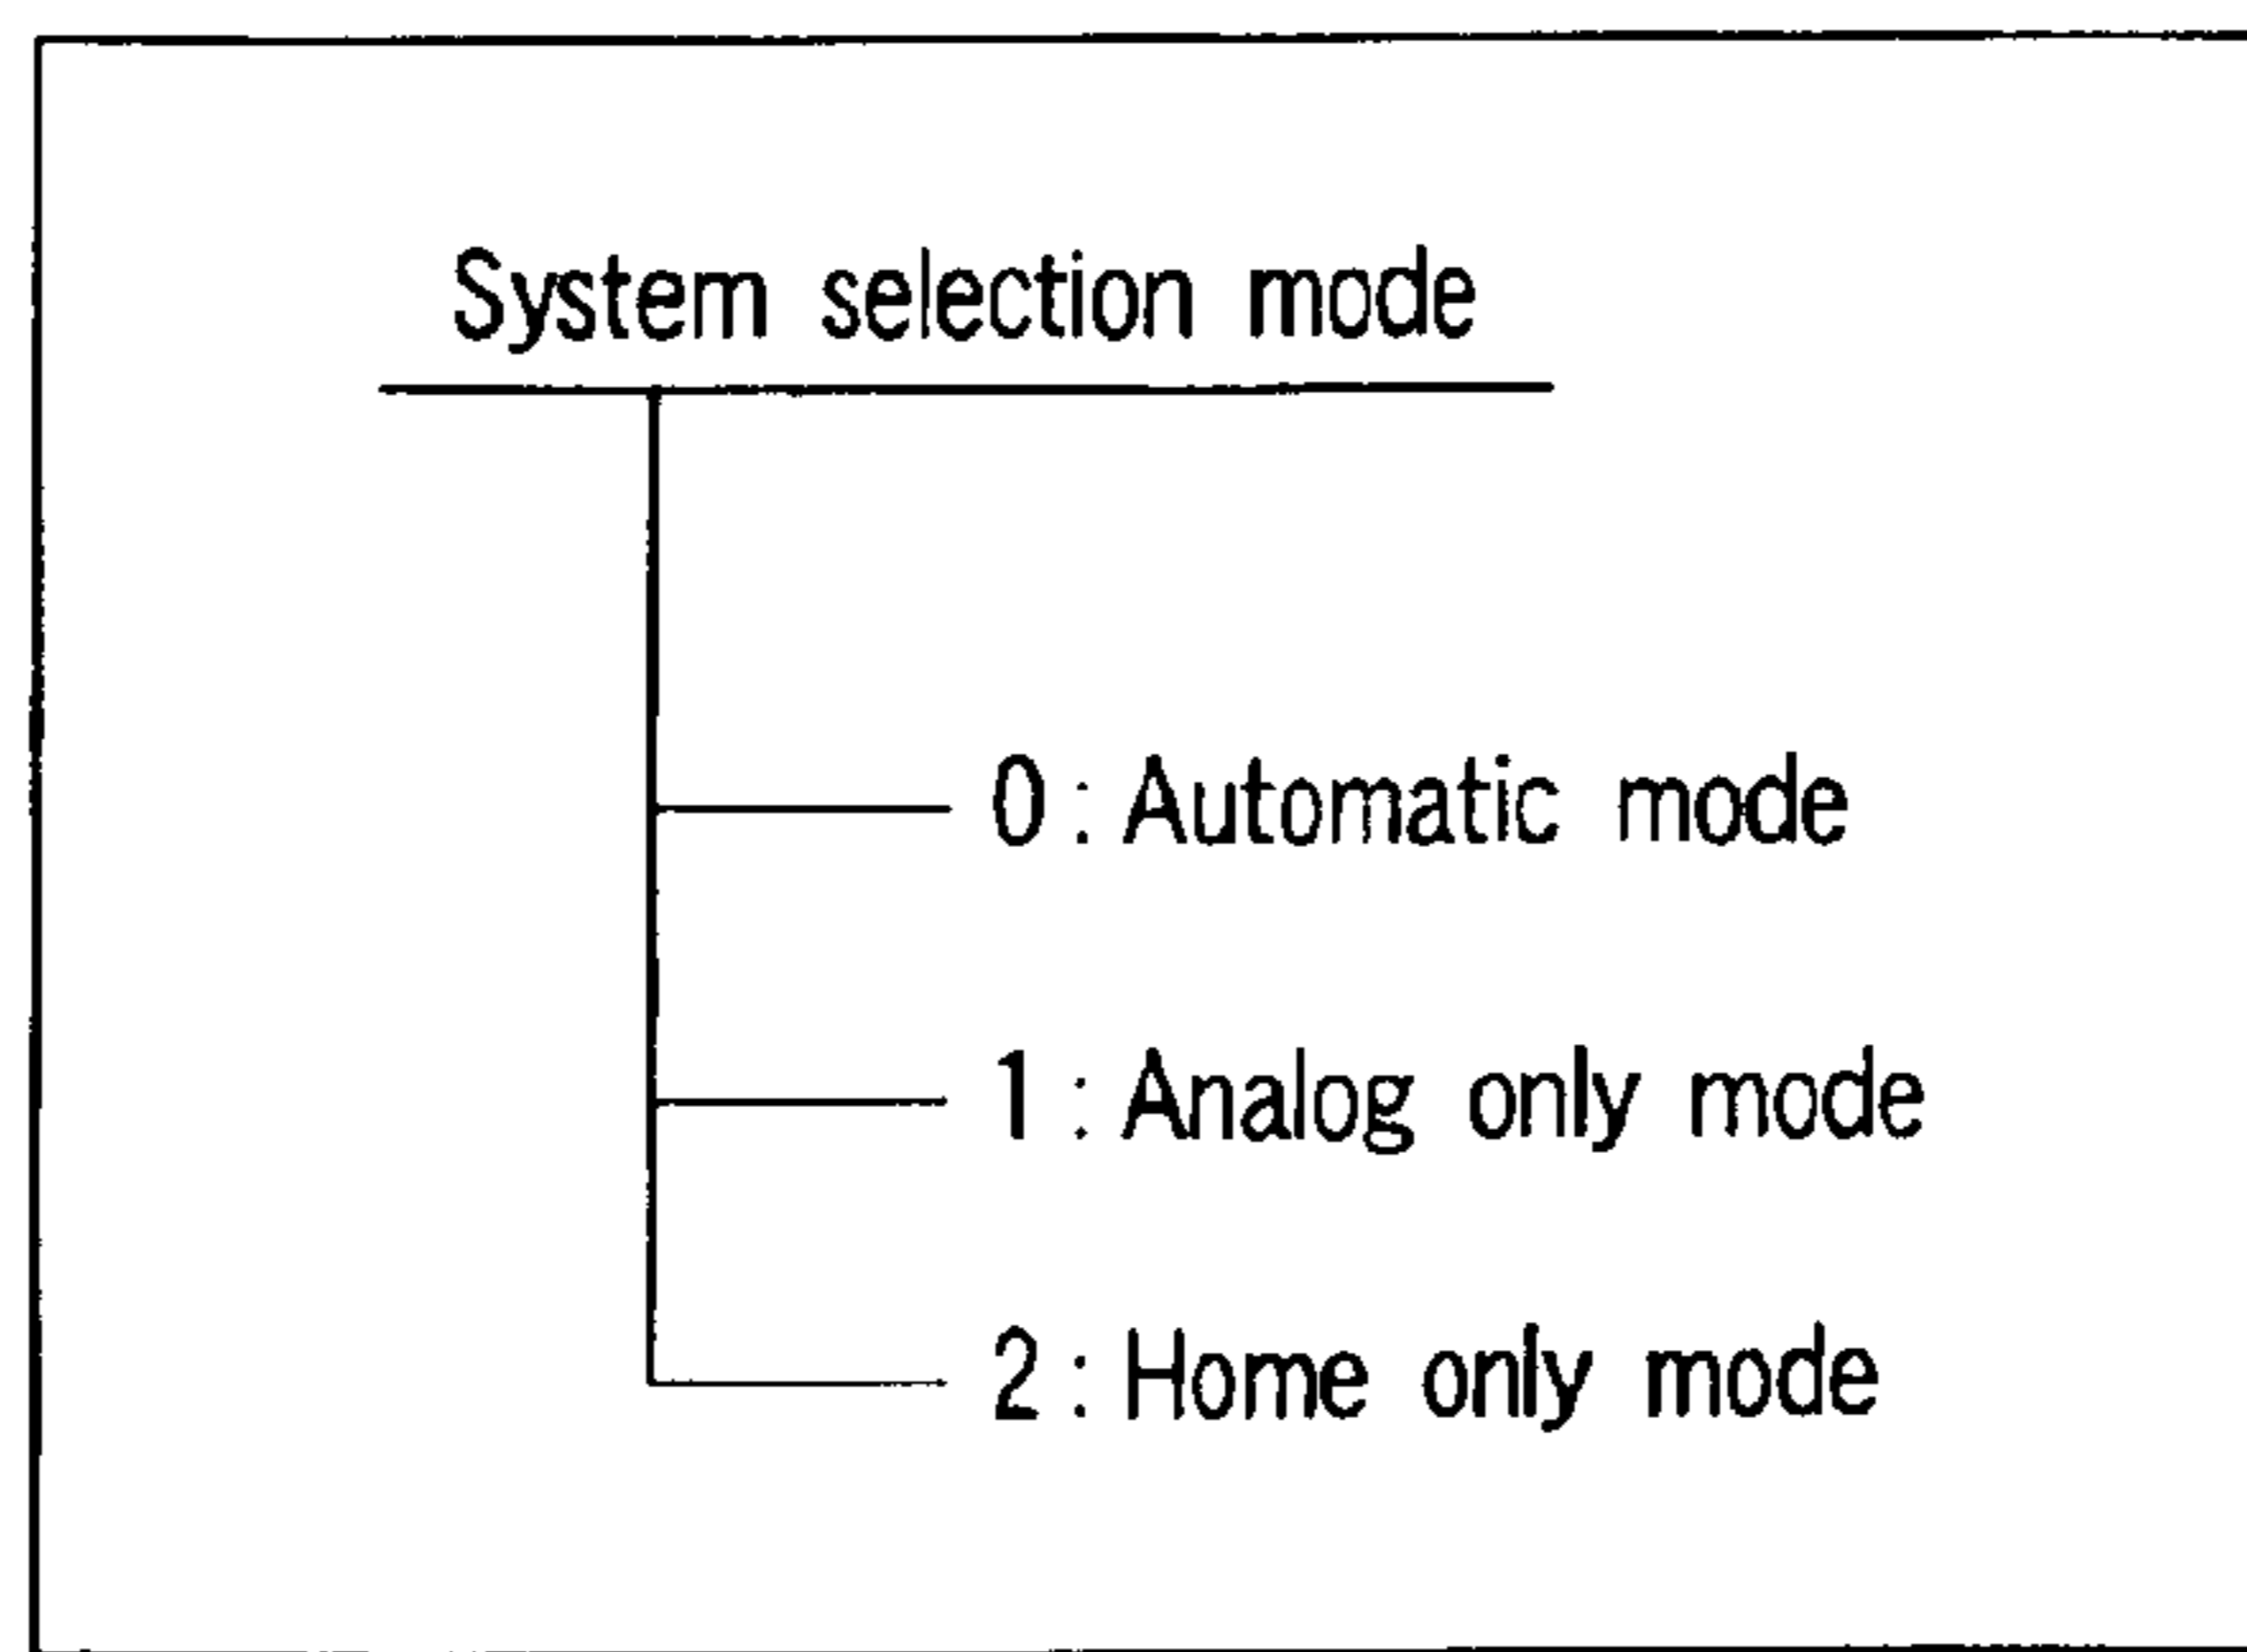 System selection mode
0 : Automatic mode
1 : Analog only mode
2 : Home only mode